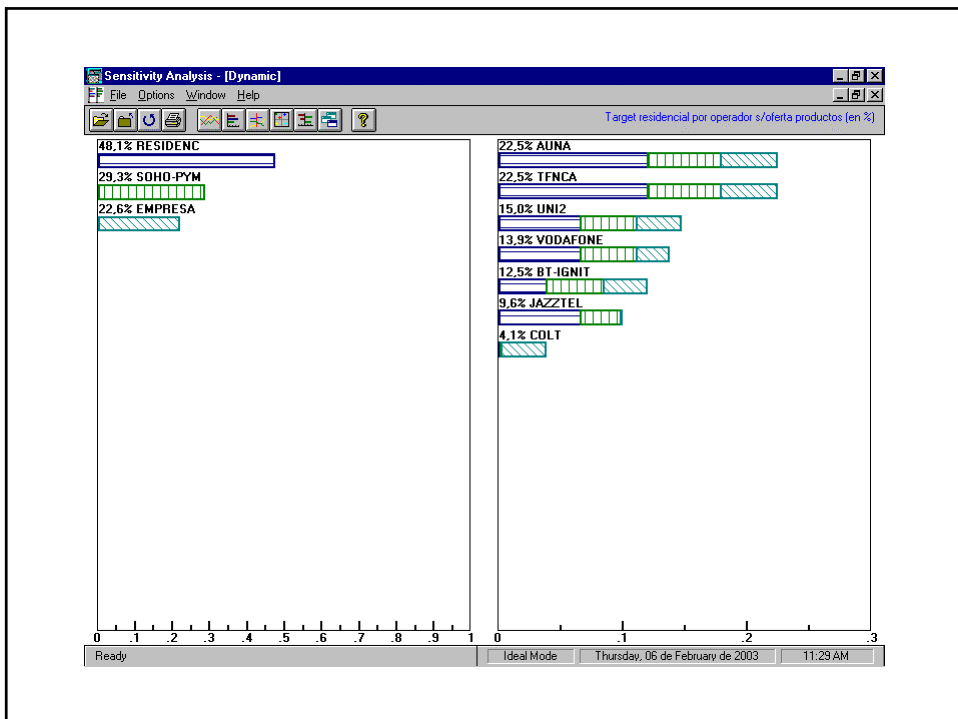 Sensitivity Analysis - [Dynamic]
File Options Window Help
Target residencial por operador s/oferta productos (en %)
48,1% RESIDENC
29,3% SOHO-PYM
22,6% EMPRESA
0 .1 .2 .3 .4 .5 .6 .7 .8 .9 1
22,5% AUNA
22,5% TFNCA
15,0% UNI2
13,9% VODAFONE
12,5% BT-IGNIT
9,6% JAZZTEL
4,1% COLT
0 .1 .2 .3
Ready Ideal Mode Thursday, 06 de February de 2003 11:29 AM